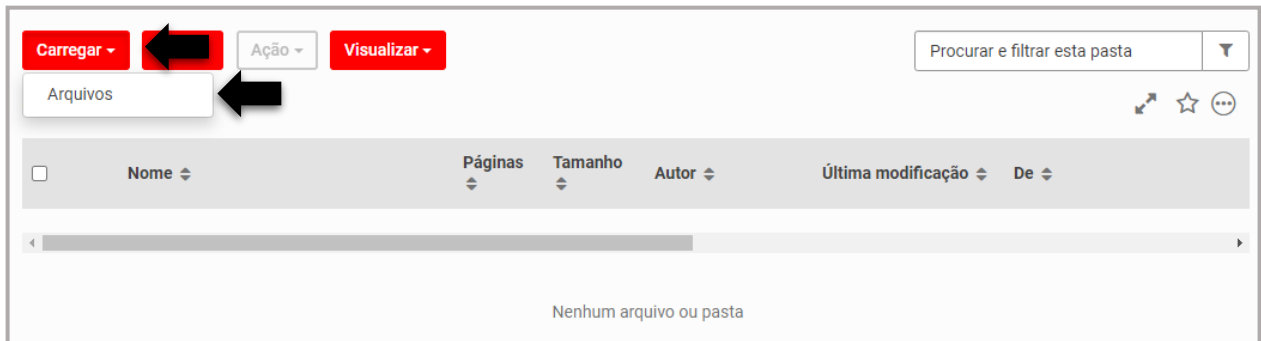 Carregar Ação Visualizar Procurar e filtrar esta pasta
Arquivos
Nome Páginas Tamanho Autor Última modificação De
Nenhum arquivo ou pasta